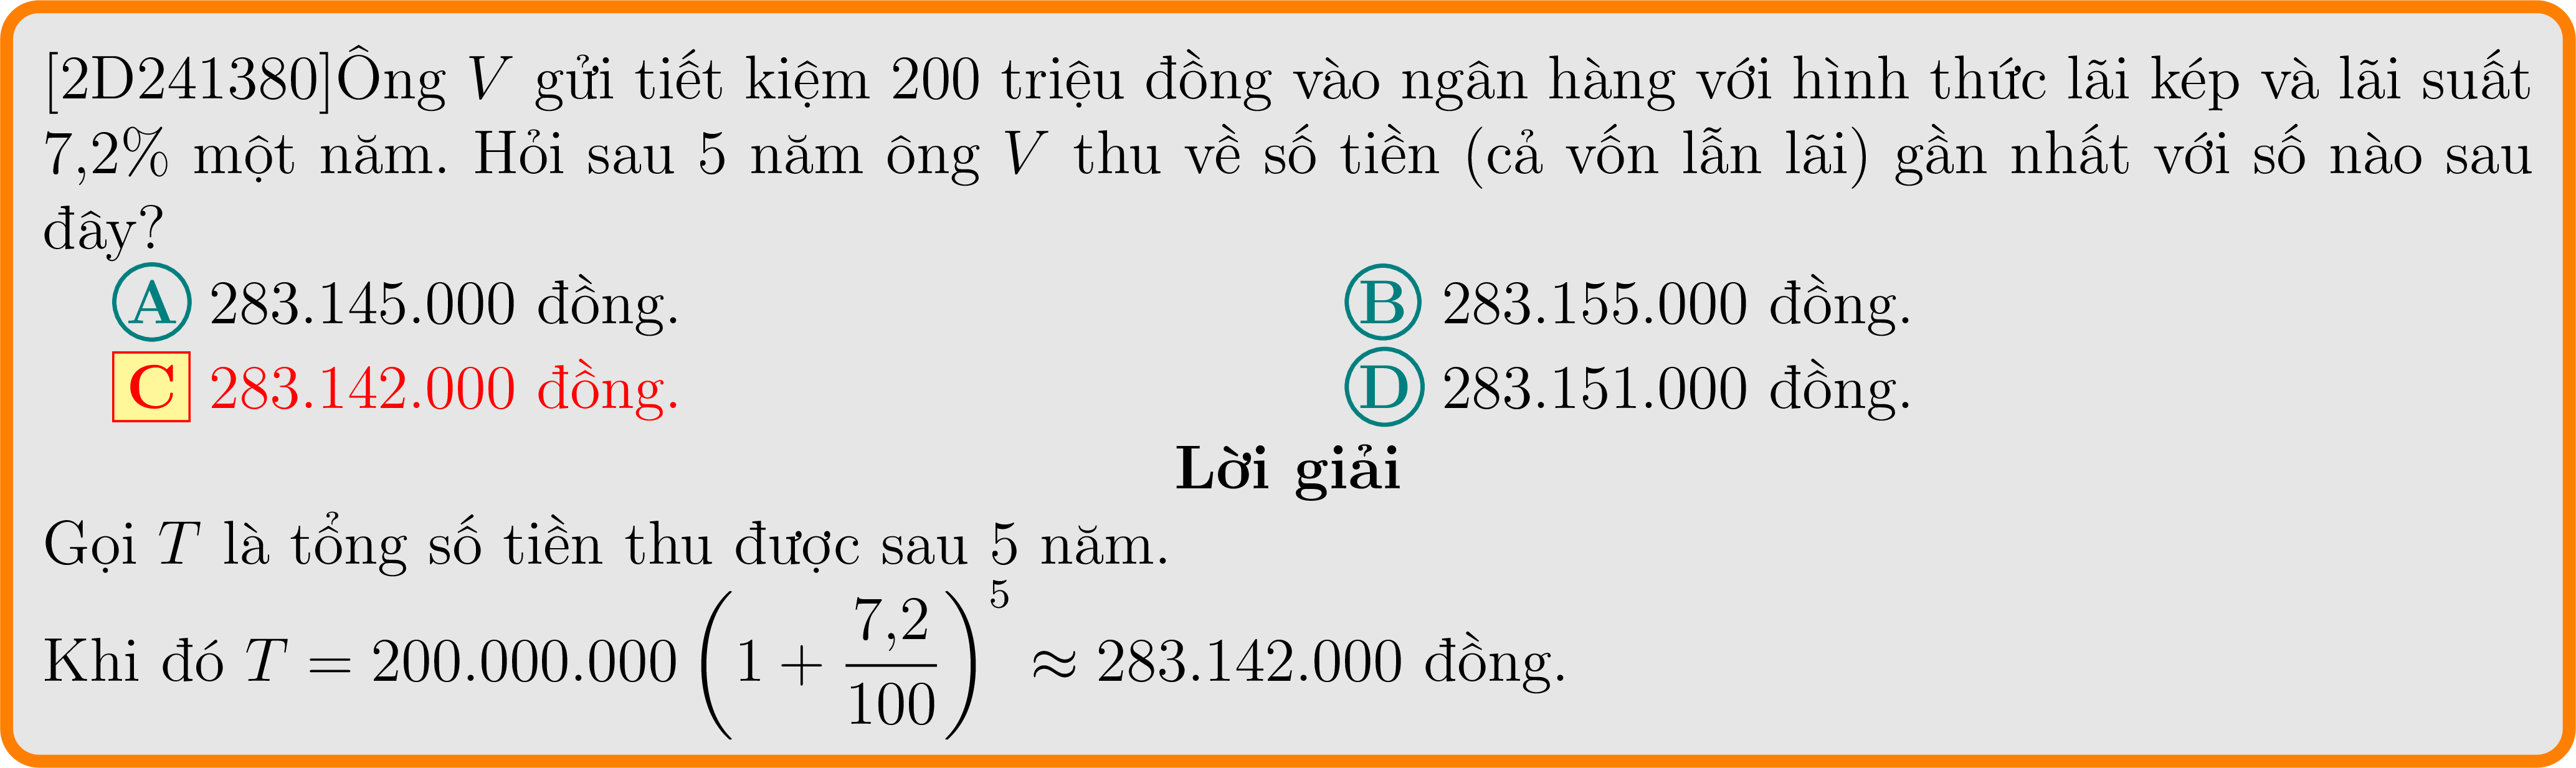 [2D241380]Ông V gửi tiết kiệm 200 triệu đồng vào ngân hàng với hình thức lãi kép và lãi suất
7,2% một năm. Hỏi sau 5 năm ông V thu về số tiền (cả vốn lẫn lãi) gần nhất với số nào sau
đây?
A 283.145.000 đồng. B 283.155.000 đồng.
C 283.142.000 đồng. D 283.151.000 đồng.
Lời giải
Gọi T là tổng số tiền thu được sau 5 năm.
Khi đó T = 200.000.000 (1 + 7,2/100)^5 ≈ 283.142.000 đồng.